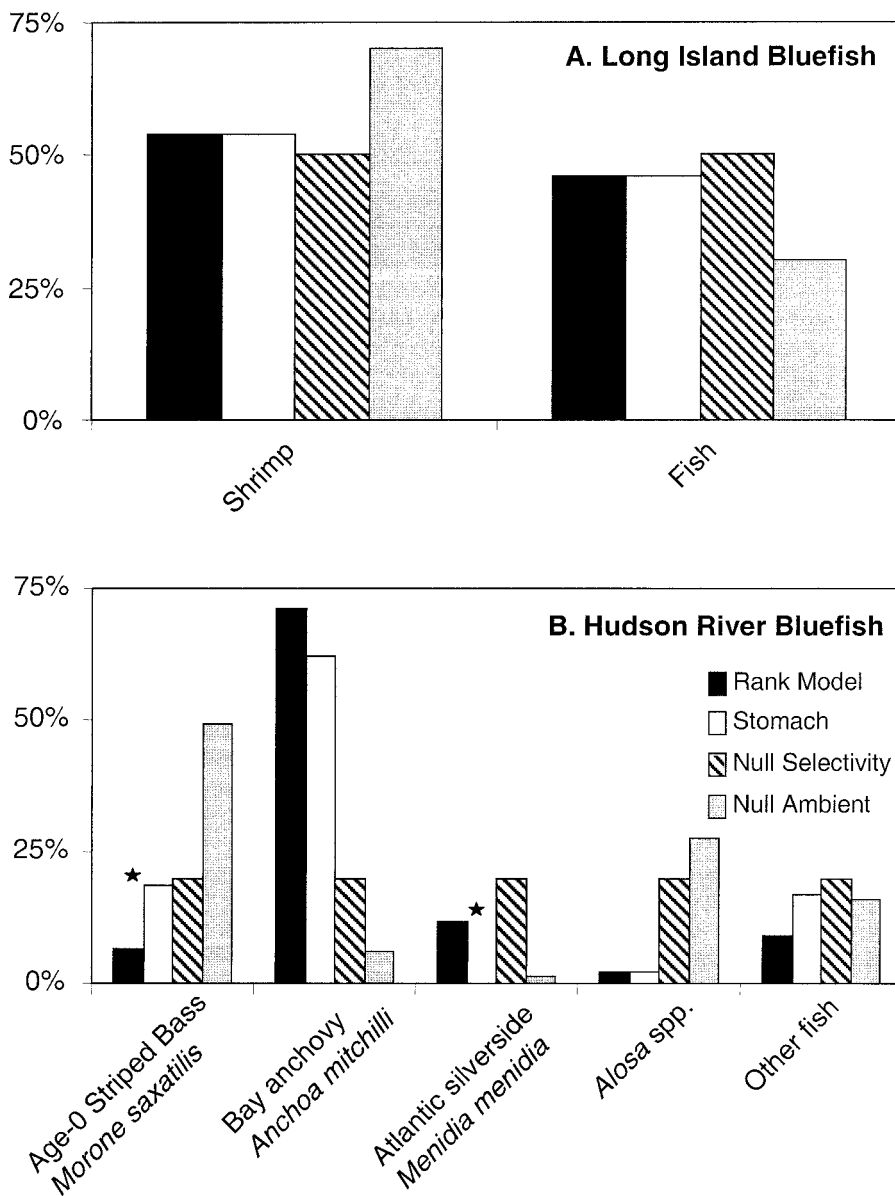 75%
A. Long Island Bluefish
50%
25%
0%
Shrimp
Fish
75%
B. Hudson River Bluefish
Rank Model
50%
Stomach
Null Selectivity
Null Ambient
25%
0%
Age-0 Striped Bass
Morone saxatilis
Bay anchovy
Anchoa mitchilli
Atlantic silverside
Menidia menidia
Alosa spp.
Other fish